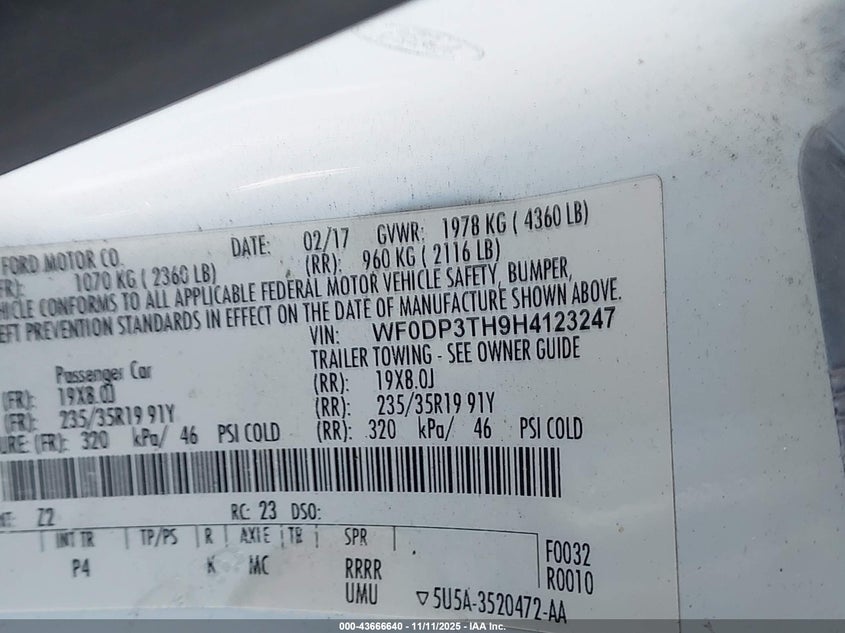 FORD MOTOR CO. DATE: 02/17 GVWR: 1978 KG ( 4360 LB)
FR): 1070 KG ( 2360 LB) (RR): 960 KG ( 2116 LB)
HICLE CONFORMS TO ALL APPLICABLE FEDERAL MOTOR VEHICLE SAFETY, BUMPER,
EFT PREVENTION STANDARDS IN EFFECT ON THE DATE OF MANUFACTURE SHOWN ABOVE.
VIN: WF0DP3TH9H4123247
Passenger Car TRAILER TOWING - SEE OWNER GUIDE
(FR): 19X8.0J (RR): 19X8.0J
(FR): 235/35R19 91Y (RR): 235/35R19 91Y
URE: (FR): 320 kPa/ 46 PSI COLD (RR): 320 kPa/ 46 PSI COLD
NT: Z2 RC: 23 DSO:
INT TR TP/PS R AXLE TR SPR
P4 K MC RRRR
UMU
F0032
R0010
▽5U5A-3520472-AA
000-43666640 - 11/11/2025 - IAA Inc.